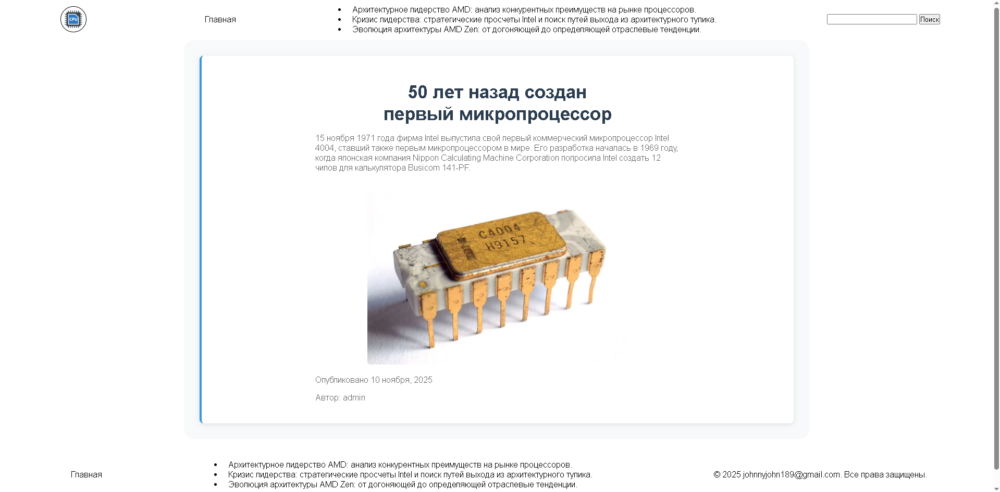 CPU
Главная
Архитектурное лидерство AMD: анализ конкурентных преимуществ на рынке процессоров.
Кризис лидерства: стратегические просчеты Intel и поиск путей выхода из архитектурного тупика.
Эволюция архитектуры AMD Zen: от догоняющей до определяющей отраслевые тенденции.
Поиск
50 лет назад создан
первый микропроцессор
15 ноября 1971 года фирма Intel выпустила свой первый коммерческий микропроцессор Intel
4004, ставший также первым микропроцессором в мире. Его разработка началась в 1969 году,
когда японская компания Nippon Calculating Machine Corporation попросила Intel создать 12
чипов для калькулятора Busicom 141-PF.
C4004
H9157
Опубликовано 10 ноября, 2025
Автор: admin
Главная
Архитектурное лидерство AMD: анализ конкурентных преимуществ на рынке процессоров.
Кризис лидерства: стратегические просчеты Intel и поиск путей выхода из архитектурного тупика.
Эволюция архитектуры AMD Zen: от догоняющей до определяющей отраслевые тенденции.
© 2025 johnnyjohn189@gmail.com. Все права защищены.